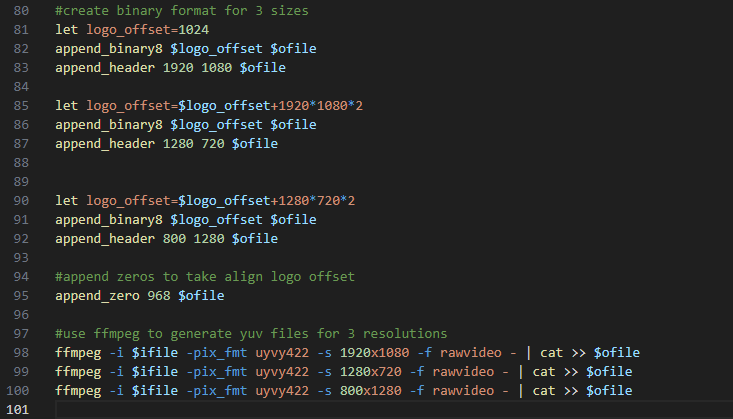 80 #create binary format for 3 sizes
81 let logo_offset=1024
82 append_binary8 $logo_offset $ofile
83 append_header 1920 1080 $ofile
84
85 let logo_offset=$logo_offset+1920*1080*2
86 append_binary8 $logo_offset $ofile
87 append_header 1280 720 $ofile
88
89
90 let logo_offset=$logo_offset+1280*720*2
91 append_binary8 $logo_offset $ofile
92 append_header 800 1280 $ofile
93
94 #append zeros to take align logo offset
95 append_zero 968 $ofile
96
97 #use ffmpeg to generate yuv files for 3 resolutions
98 ffmpeg -i $ifile -pix_fmt uyvy422 -s 1920x1080 -f rawvideo - | cat >> $ofile
99 ffmpeg -i $ifile -pix_fmt uyvy422 -s 1280x720 -f rawvideo - | cat >> $ofile
100 ffmpeg -i $ifile -pix_fmt uyvy422 -s 800x1280 -f rawvideo - | cat >> $ofile
101